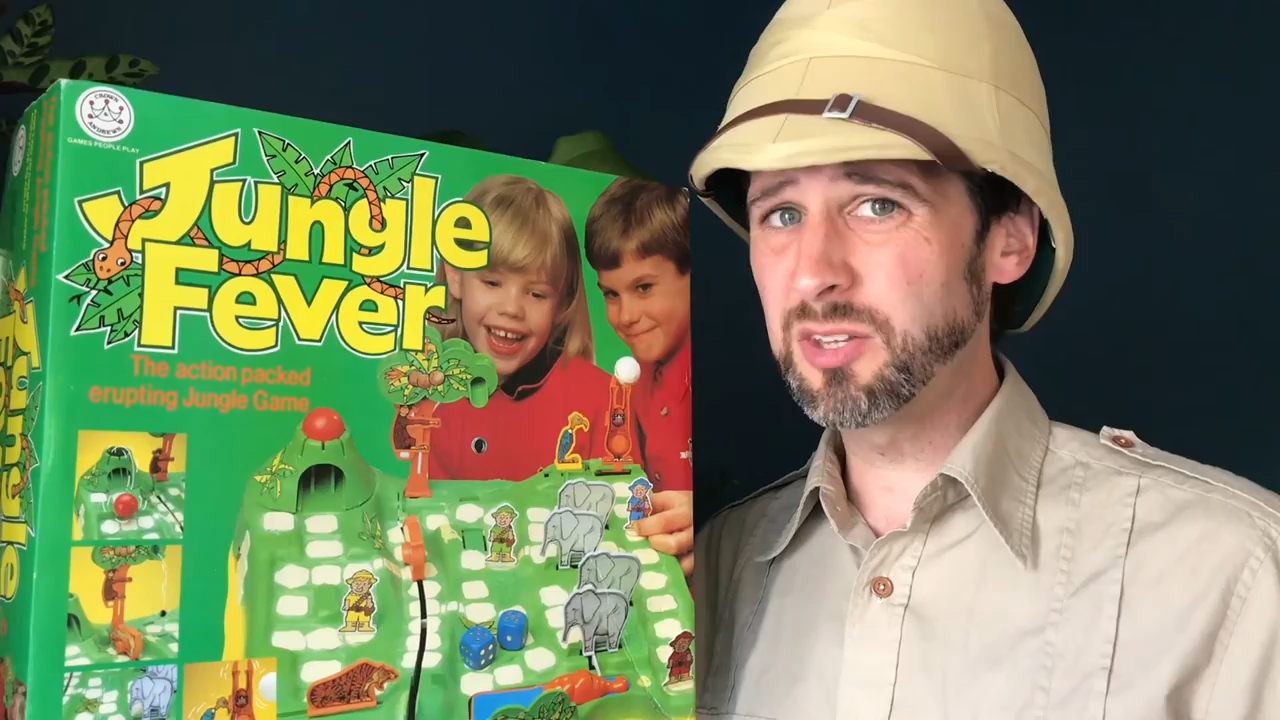 CROWN
&
ANDREWS
GAMES PEOPLE PLAY
Jungle
Fever
The action packed
erupting Jungle Game
Jungle Fever